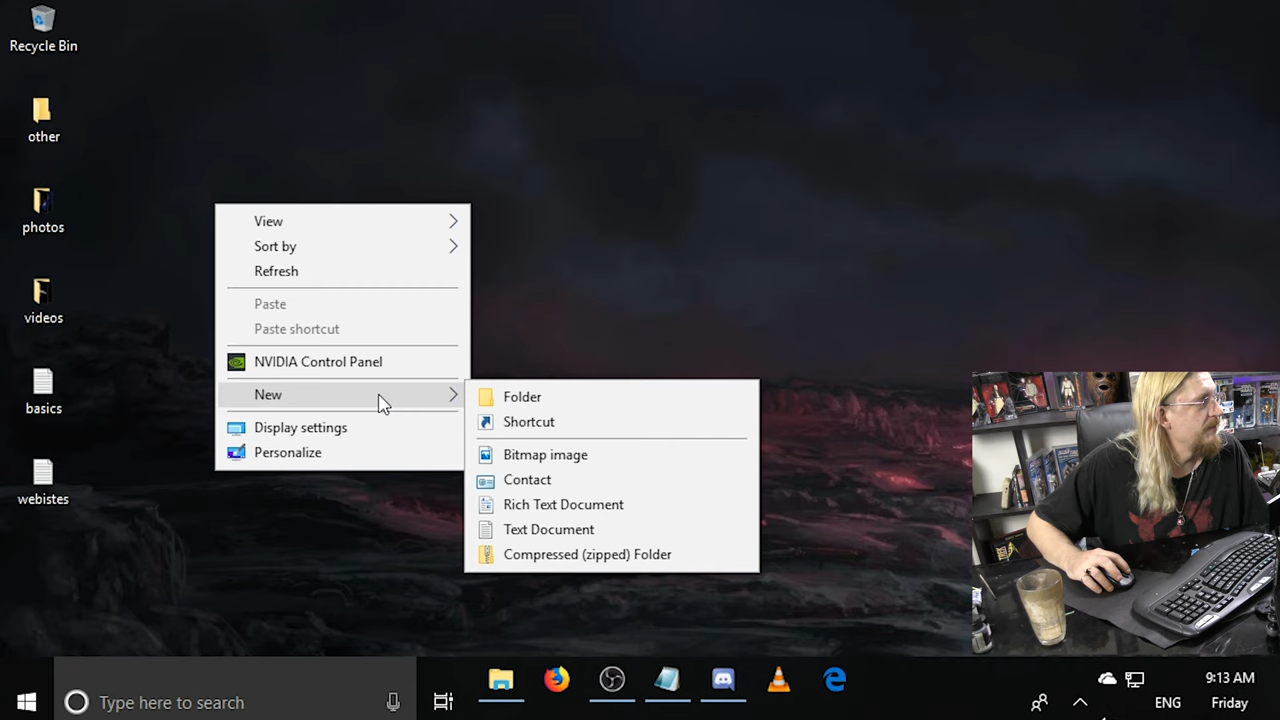 Recycle Bin
other
photos
videos
basics
webistes
View
Sort by
Refresh
Paste
Paste shortcut
NVIDIA Control Panel
New
Display settings
Personalize
Folder
Shortcut
Bitmap image
Contact
Rich Text Document
Text Document
Compressed (zipped) Folder
Type here to search
9:13 AM
ENG
Friday